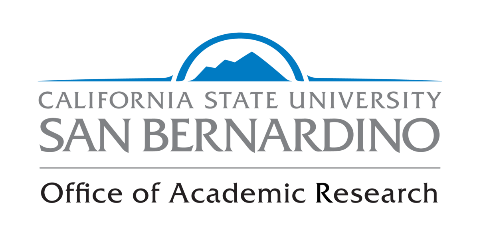 CALIFORNIA STATE UNIVERSITY
SAN BERNARDINO
Office of Academic Research